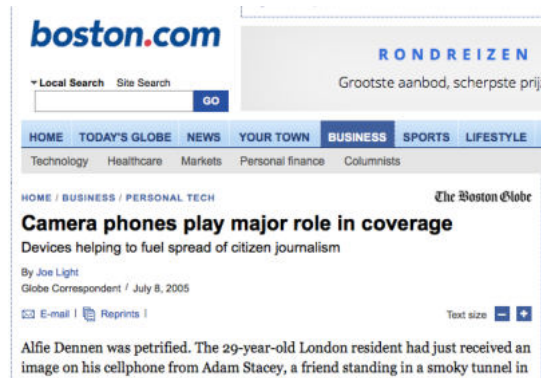 boston.com
RONDREIZEN
Grootste aanbod, scherpste prij
Local Search Site Search
GO
HOME TODAY'S GLOBE NEWS YOUR TOWN BUSINESS SPORTS LIFESTYLE
Technology Healthcare Markets Personal finance Columnists
HOME / BUSINESS / PERSONAL TECH
The Boston Globe
Camera phones play major role in coverage
Devices helping to fuel spread of citizen journalism
By Joe Light
Globe Correspondent / July 8, 2005
E-mail | Reprints |
Text size – +
Alfie Dennen was petrified. The 29-year-old London resident had just received an
image on his cellphone from Adam Stacey, a friend standing in a smoky tunnel in